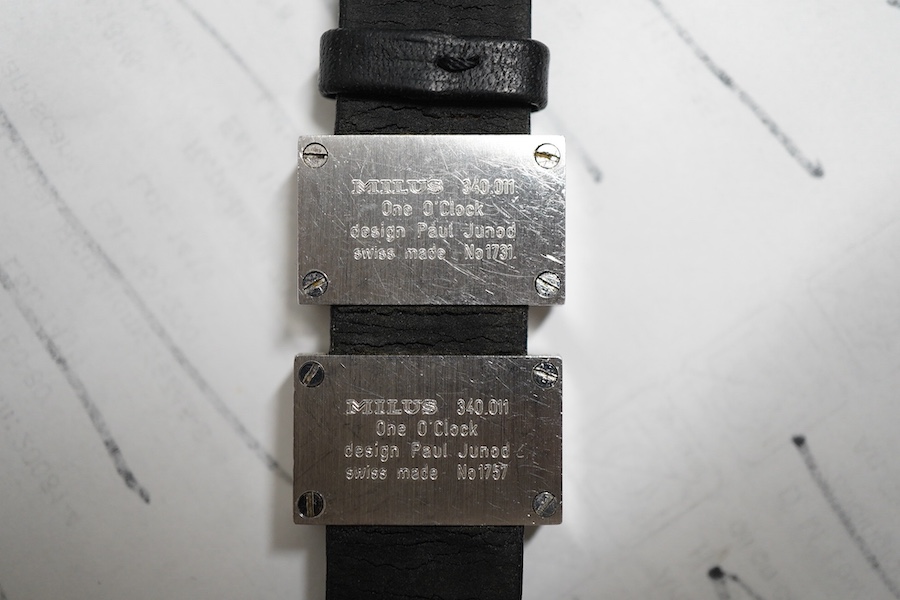 MILUS 340.011
One O'Clock
design Paul Junod
swiss made No1731
MILUS 340.011
One O'Clock
design Paul Junod
swiss made No1757